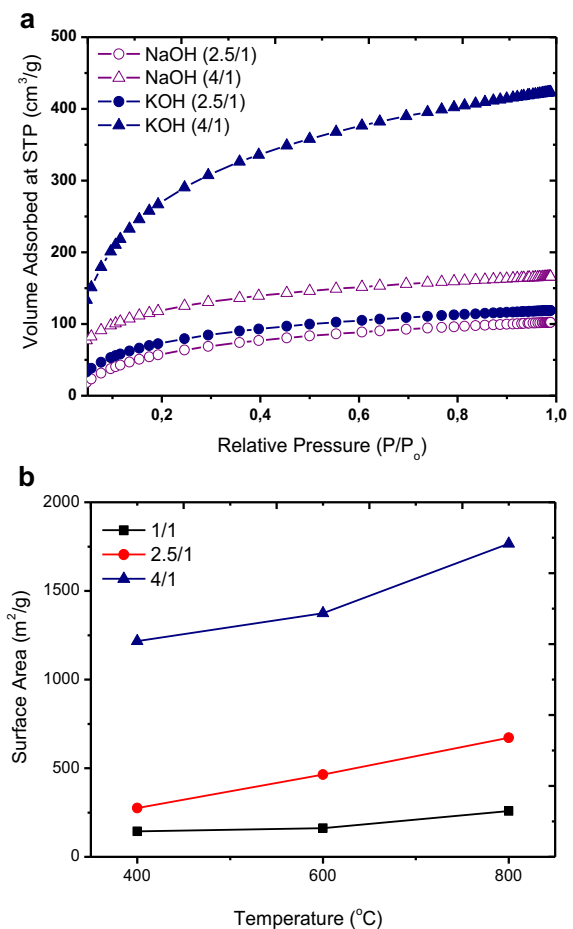 a
500
400
300
200
100
0
Volume Adsorbed at STP (cm³/g)
NaOH (2.5/1)
NaOH (4/1)
KOH (2.5/1)
KOH (4/1)
0,2 0,4 0,6 0,8 1,0
Relative Pressure (P/Pₒ)
b
2000
1500
1000
500
0
Surface Area (m²/g)
1/1
2.5/1
4/1
400 600 800
Temperature (°C)